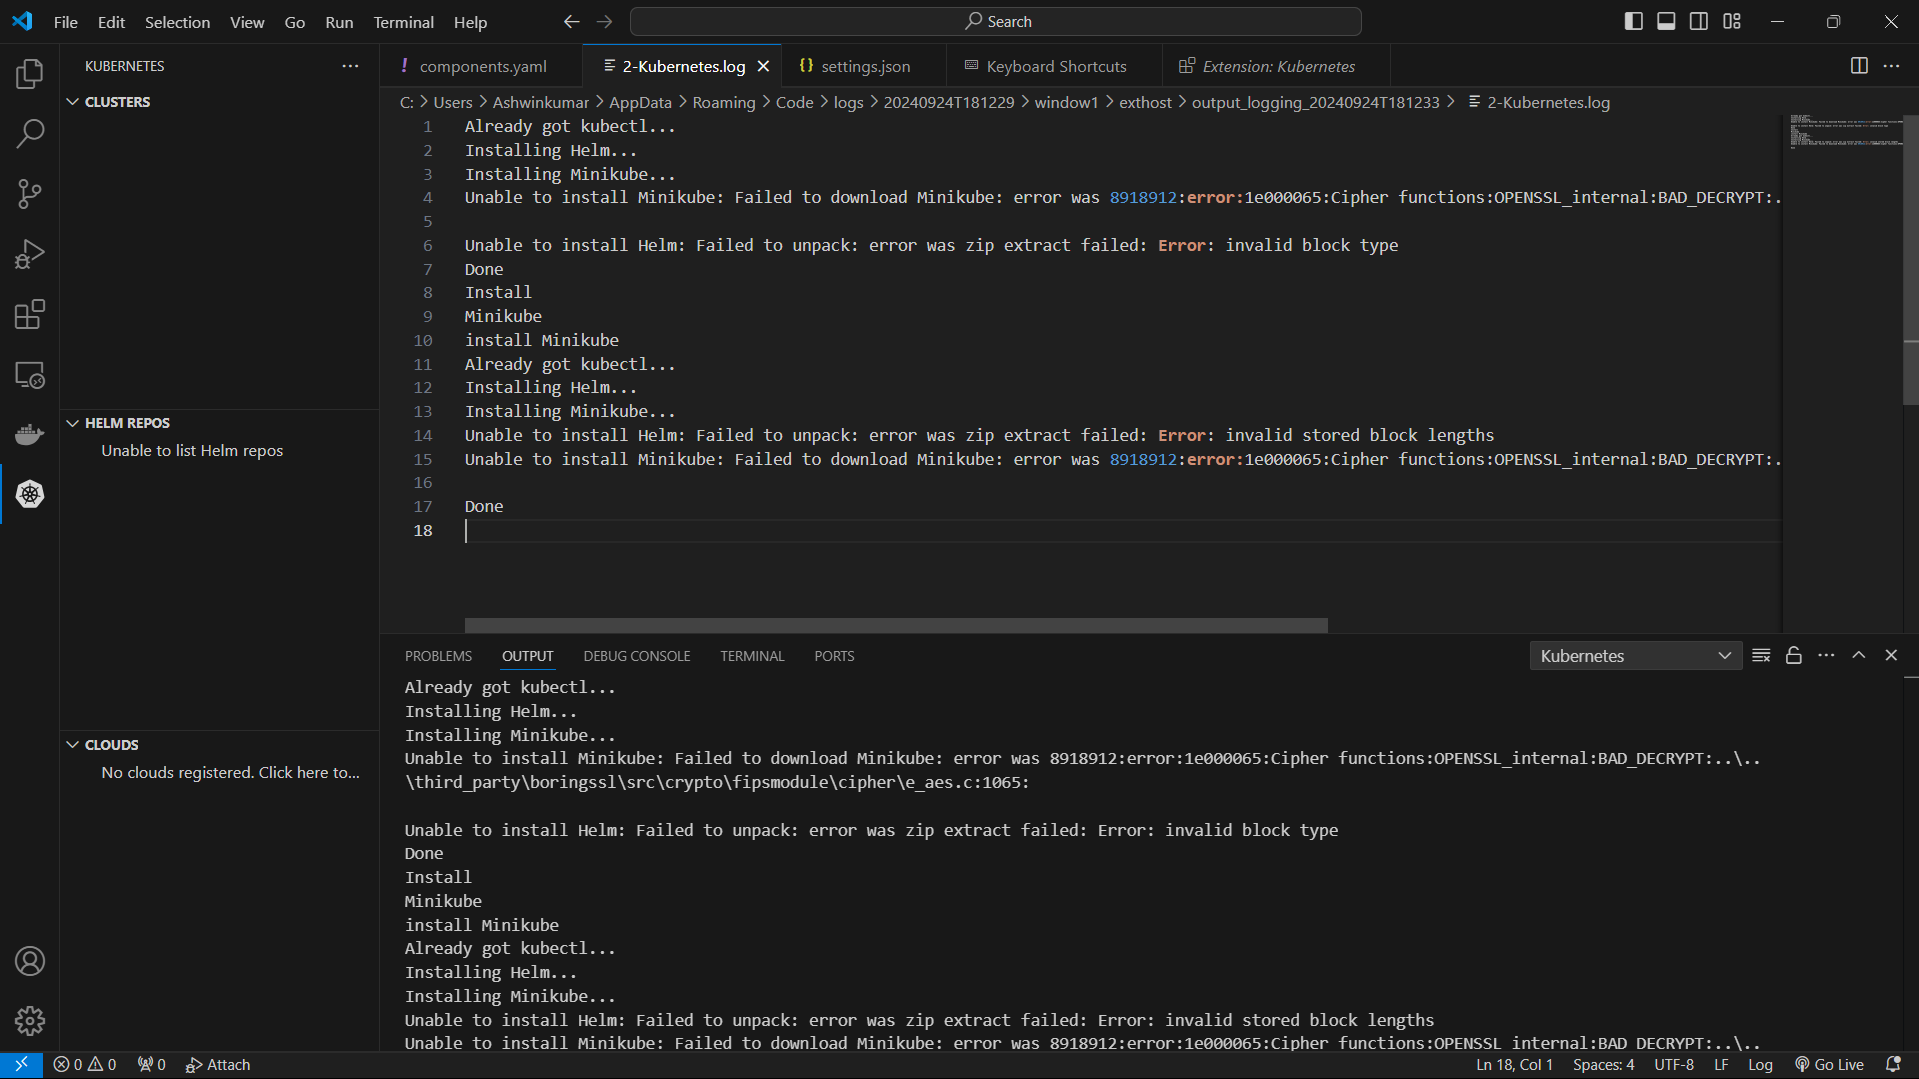 File Edit Selection View Go Run Terminal Help Search
KUBERNETES
CLUSTERS
HELM REPOS
Unable to list Helm repos
CLOUDS
No clouds registered. Click here to...
! components.yaml 2-Kubernetes.log {} settings.json Keyboard Shortcuts Extension: Kubernetes
C: > Users > Ashwinkumar > AppData > Roaming > Code > logs > 20240924T181229 > window1 > exthost > output_logging_20240924T181233 > 2-Kubernetes.log
1 Already got kubectl...
2 Installing Helm...
3 Installing Minikube...
4 Unable to install Minikube: Failed to download Minikube: error was 8918912:error:1e000065:Cipher functions:OPENSSL_internal:BAD_DECRYPT:.
5
6 Unable to install Helm: Failed to unpack: error was zip extract failed: Error: invalid block type
7 Done
8 Install
9 Minikube
10 install Minikube
11 Already got kubectl...
12 Installing Helm...
13 Installing Minikube...
14 Unable to install Helm: Failed to unpack: error was zip extract failed: Error: invalid stored block lengths
15 Unable to install Minikube: Failed to download Minikube: error was 8918912:error:1e000065:Cipher functions:OPENSSL_internal:BAD_DECRYPT:.
16
17 Done
18
PROBLEMS OUTPUT DEBUG CONSOLE TERMINAL PORTS Kubernetes
Already got kubectl...
Installing Helm...
Installing Minikube...
Unable to install Minikube: Failed to download Minikube: error was 8918912:error:1e000065:Cipher functions:OPENSSL_internal:BAD_DECRYPT:..\..
\third_party\boringssl\src\crypto\fipsmodule\cipher\e_aes.c:1065:
Unable to install Helm: Failed to unpack: error was zip extract failed: Error: invalid block type
Done
Install
Minikube
install Minikube
Already got kubectl...
Installing Helm...
Installing Minikube...
Unable to install Helm: Failed to unpack: error was zip extract failed: Error: invalid stored block lengths
Unable to install Minikube: Failed to download Minikube: error was 8918912:error:1e000065:Cipher functions:OPENSSL_internal:BAD_DECRYPT:..\..
0 0 0 Attach Ln 18, Col 1 Spaces: 4 UTF-8 LF Log Go Live